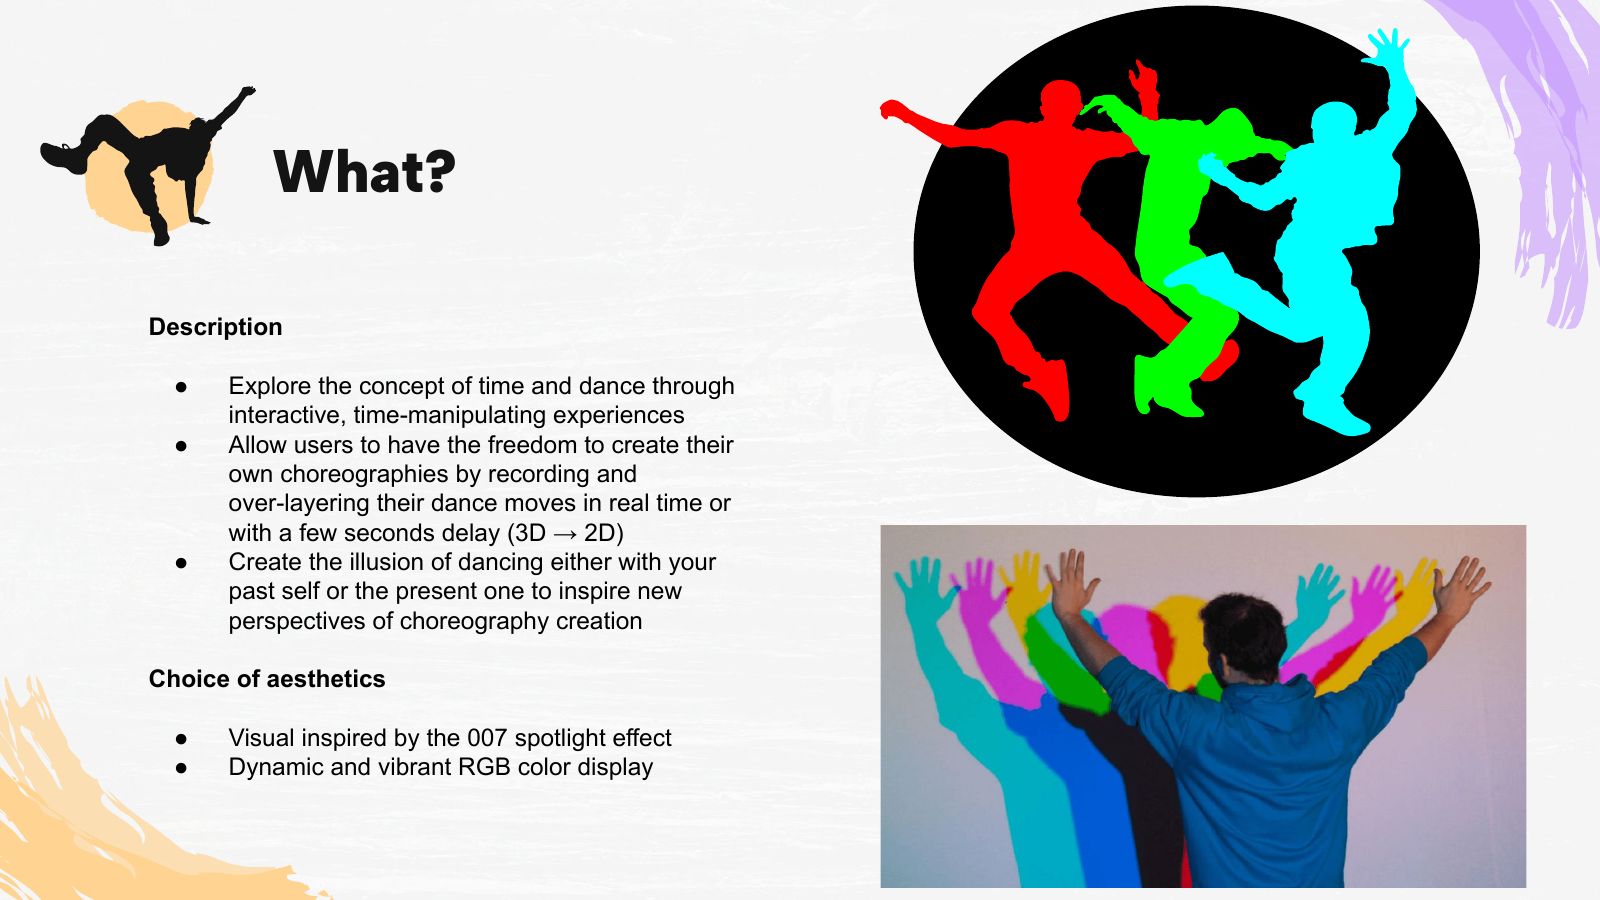 What?
Description
● Explore the concept of time and dance through
interactive, time-manipulating experiences
● Allow users to have the freedom to create their
own choreographies by recording and
over-layering their dance moves in real time or
with a few seconds delay (3D → 2D)
● Create the illusion of dancing either with your
past self or the present one to inspire new
perspectives of choreography creation
Choice of aesthetics
● Visual inspired by the 007 spotlight effect
● Dynamic and vibrant RGB color display